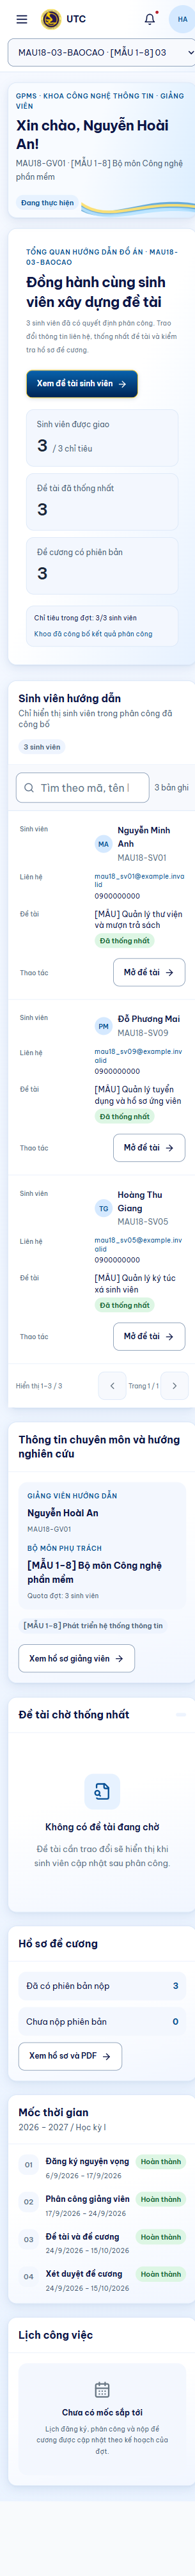 UTC
HA
MAU18-03-BAOCAO · [MẪU 1-8] 03
GPMS · KHOA CÔNG NGHỆ THÔNG TIN · GIẢNG
VIÊN
Xin chào, Nguyễn Hoài
An!
MAU18-GV01 · [MẪU 1-8] Bộ môn Công nghệ
phần mềm
Đang thực hiện
TỔNG QUAN HƯỚNG DẪN ĐỒ ÁN · MAU18-
03-BAOCAO
Đồng hành cùng sinh
viên xây dựng đề tài
3 sinh viên đã có quyết định phân công. Trao
đổi thông tin liên hệ, thống nhất đề tài và kiểm
tra hồ sơ đề cương.
Xem đề tài sinh viên →
Sinh viên được giao
3 / 3 chỉ tiêu
Đề tài đã thống nhất
3
Đề cương có phiên bản
3
Chỉ tiêu trong đợt: 3/3 sinh viên
Khoa đã công bố kết quả phân công
Sinh viên hướng dẫn
Chỉ hiển thị sinh viên trong phân công đã
công bố
3 sinh viên
Tìm theo mã, tên
3 bản ghi
Sinh viên
MA
Nguyễn Minh
Anh
MAU18-SV01
Liên hệ
mau18_sv01@example.inva
lid
0900000000
Đề tài
[MẪU] Quản lý thư viện
và mượn trả sách
Đã thống nhất
Thao tác
Mở đề tài →
Sinh viên
PM
Đỗ Phương Mai
MAU18-SV09
Liên hệ
mau18_sv09@example.inv
alid
0900000000
Đề tài
[MẪU] Quản lý tuyển
dụng và hồ sơ ứng viên
Đã thống nhất
Thao tác
Mở đề tài →
Sinh viên
TG
Hoàng Thu
Giang
MAU18-SV05
Liên hệ
mau18_sv05@example.inv
alid
0900000000
Đề tài
[MẪU] Quản lý ký túc
xá sinh viên
Đã thống nhất
Thao tác
Mở đề tài →
Hiển thị 1–3 / 3
Trang 1 / 1
Thông tin chuyên môn và hướng
nghiên cứu
GIẢNG VIÊN HƯỚNG DẪN
Nguyễn Hoài An
MAU18-GV01
BỘ MÔN PHỤ TRÁCH
[MẪU 1-8] Bộ môn Công nghệ
phần mềm
Quota đợt: 3 sinh viên
[MẪU 1-8] Phát triển hệ thống thông tin
Xem hồ sơ giảng viên →
Đề tài chờ thống nhất
Không có đề tài đang chờ
Đề tài cần trao đổi sẽ hiển thị khi
sinh viên cập nhật sau phân công.
Hồ sơ đề cương
Đã có phiên bản nộp 3
Chưa nộp phiên bản 0
Xem hồ sơ và PDF →
Mốc thời gian
2026 – 2027 / Học kỳ I
01 Đăng ký nguyện vọng Hoàn thành
6/9/2026 – 17/9/2026
02 Phân công giảng viên Hoàn thành
17/9/2026 – 24/9/2026
03 Đề tài và đề cương Hoàn thành
24/9/2026 – 15/10/2026
04 Xét duyệt đề cương Hoàn thành
24/9/2026 – 15/10/2026
Lịch công việc
Chưa có mốc sắp tới
Lịch đăng ký, phân công và nộp đề
cương được cập nhật theo kế hoạch của
đợt.